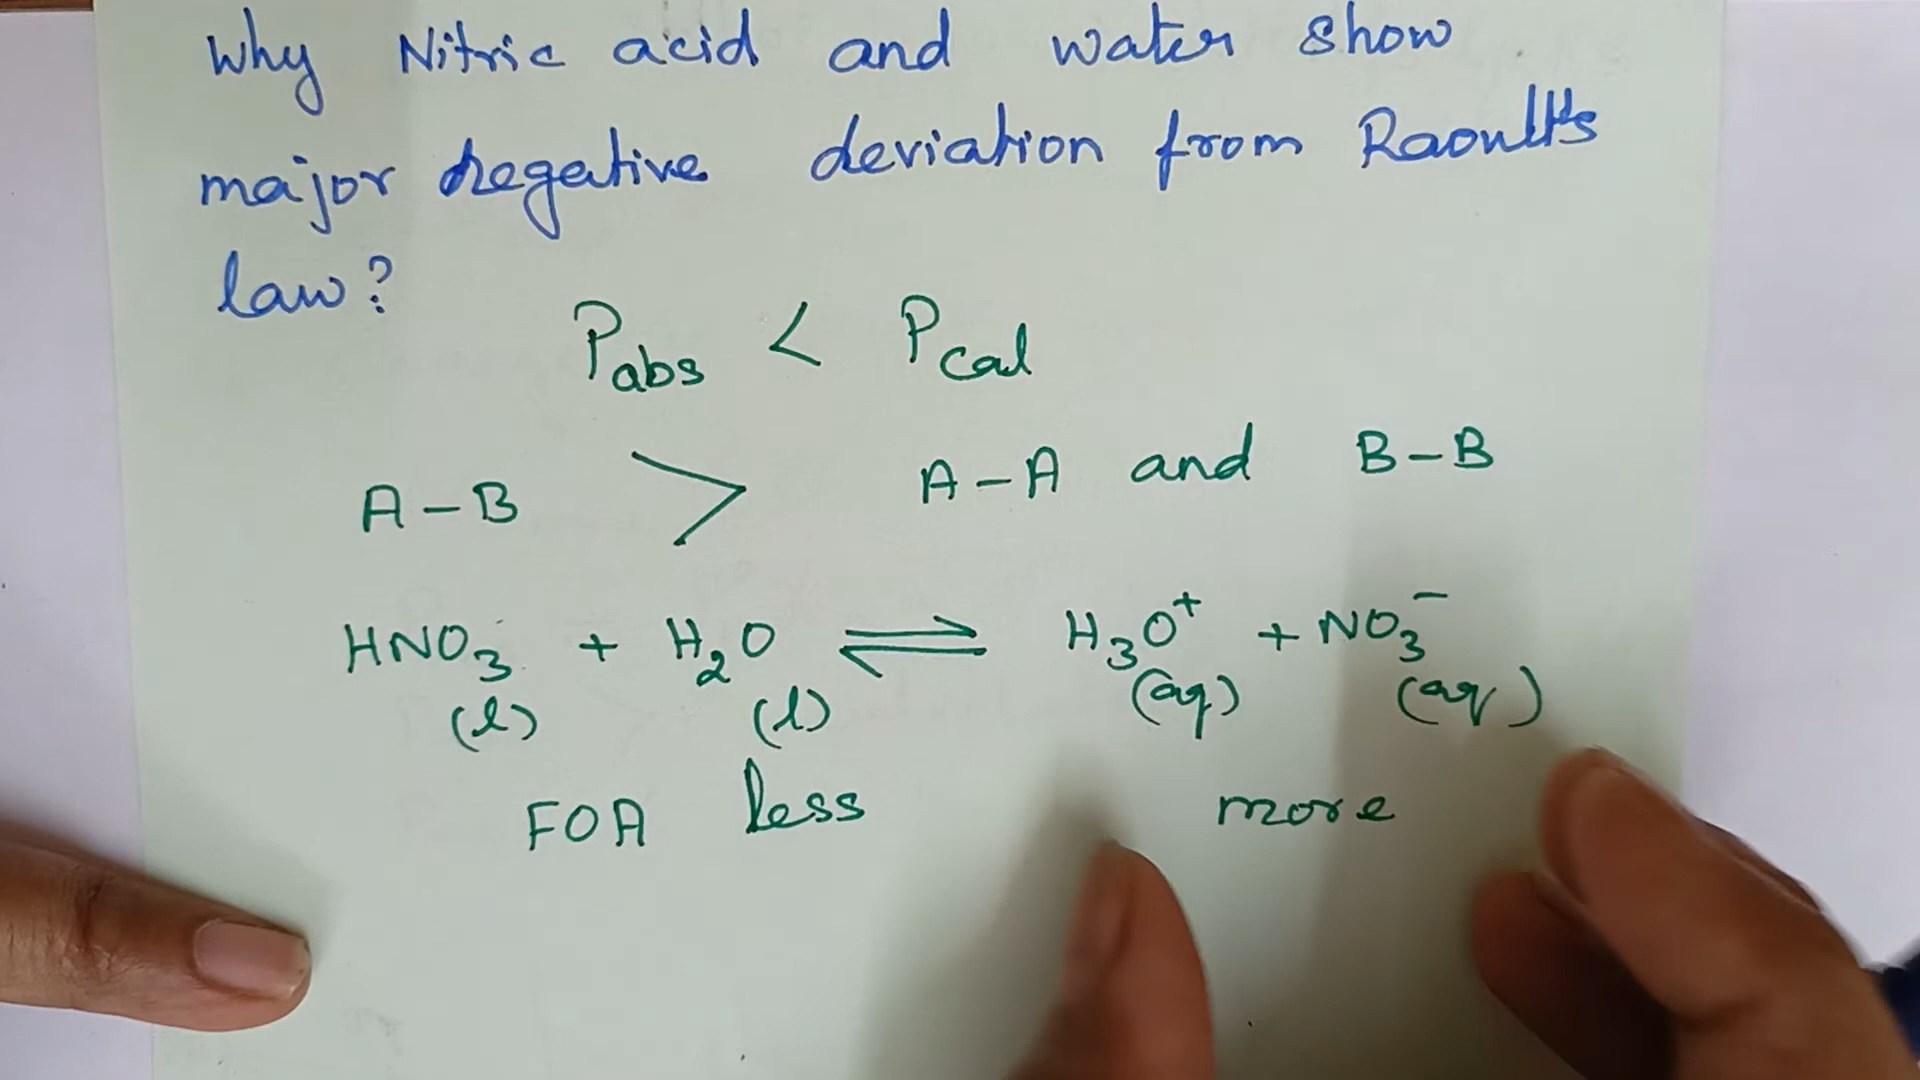 Why Nitric acid and water show
major negative deviation from Raoult's
law?
Pabs < Pcal
A-B > A-A and B-B
HNO₃ + H₂O ⇌ H₃O⁺ + NO₃⁻
(l) (l) (aq) (aq)
FOA less more